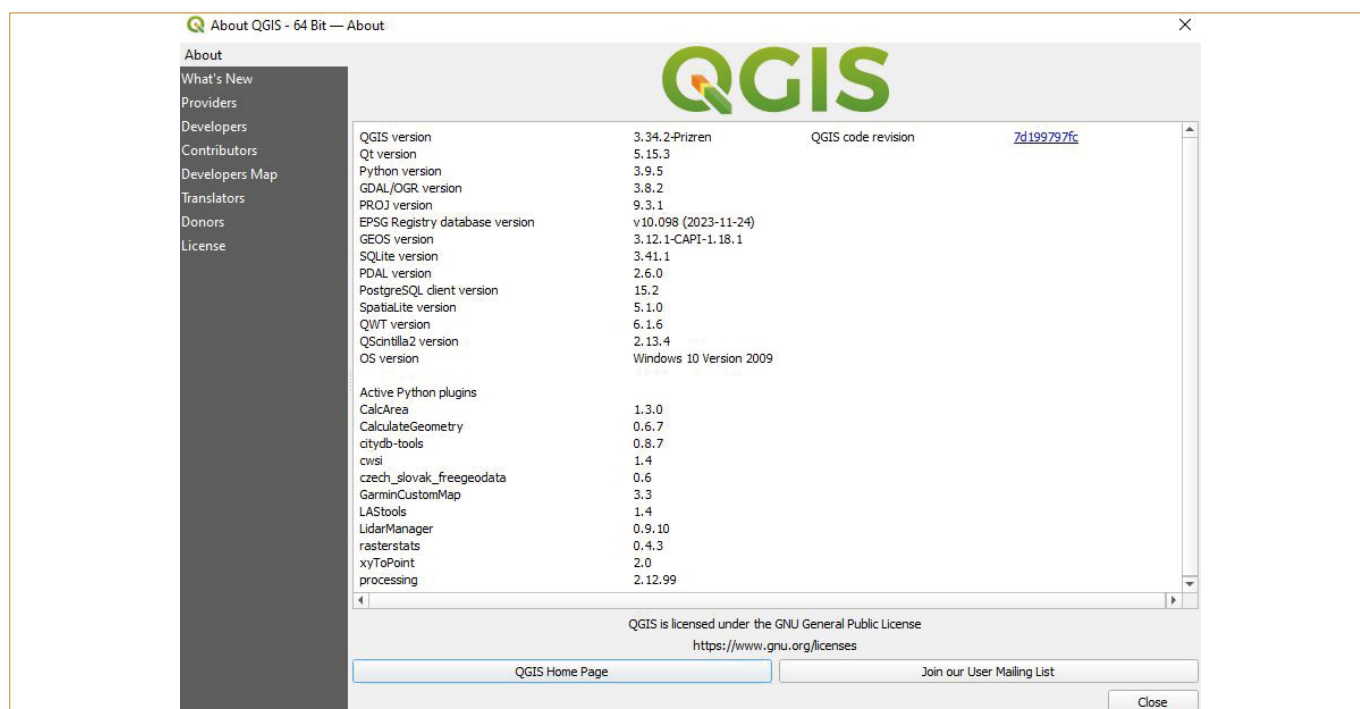 About QGIS - 64 Bit — About
About
What's New
Providers
Developers
Contributors
Developers Map
Translators
Donors
License
QGIS
QGIS version 3.34.2-Prizren QGIS code revision 7d199797fc
Qt version 5.15.3
Python version 3.9.5
GDAL/OGR version 3.8.2
PROJ version 9.3.1
EPSG Registry database version v10.098 (2023-11-24)
GEOS version 3.12.1-CAPI-1.18.1
SQLite version 3.41.1
PDAL version 2.6.0
PostgreSQL client version 15.2
SpatiaLite version 5.1.0
QWT version 6.1.6
QScintilla2 version 2.13.4
OS version Windows 10 Version 2009
Active Python plugins
CalcArea 1.3.0
CalculateGeometry 0.6.7
citydb-tools 0.8.7
cwsi 1.4
czech_slovak_freegeodata 0.6
GarminCustomMap 3.3
LAStools 1.4
LidarManager 0.9.10
rasterstats 0.4.3
xyToPoint 2.0
processing 2.12.99
QGIS is licensed under the GNU General Public License
https://www.gnu.org/licenses
QGIS Home Page
Join our User Mailing List
Close